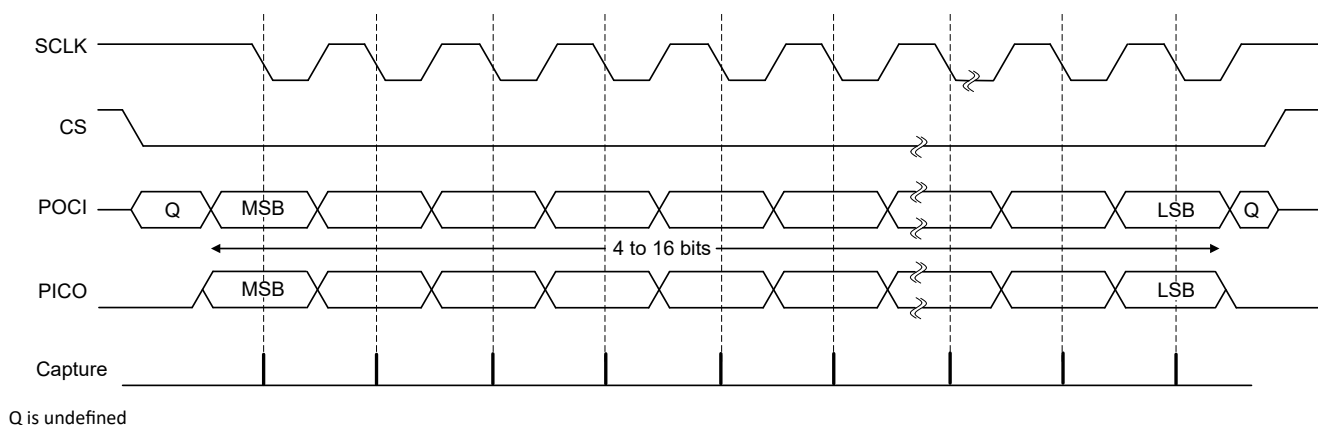 SCLK
CS
POCI Q MSB LSB Q
4 to 16 bits
PICO MSB LSB
Capture
Q is undefined